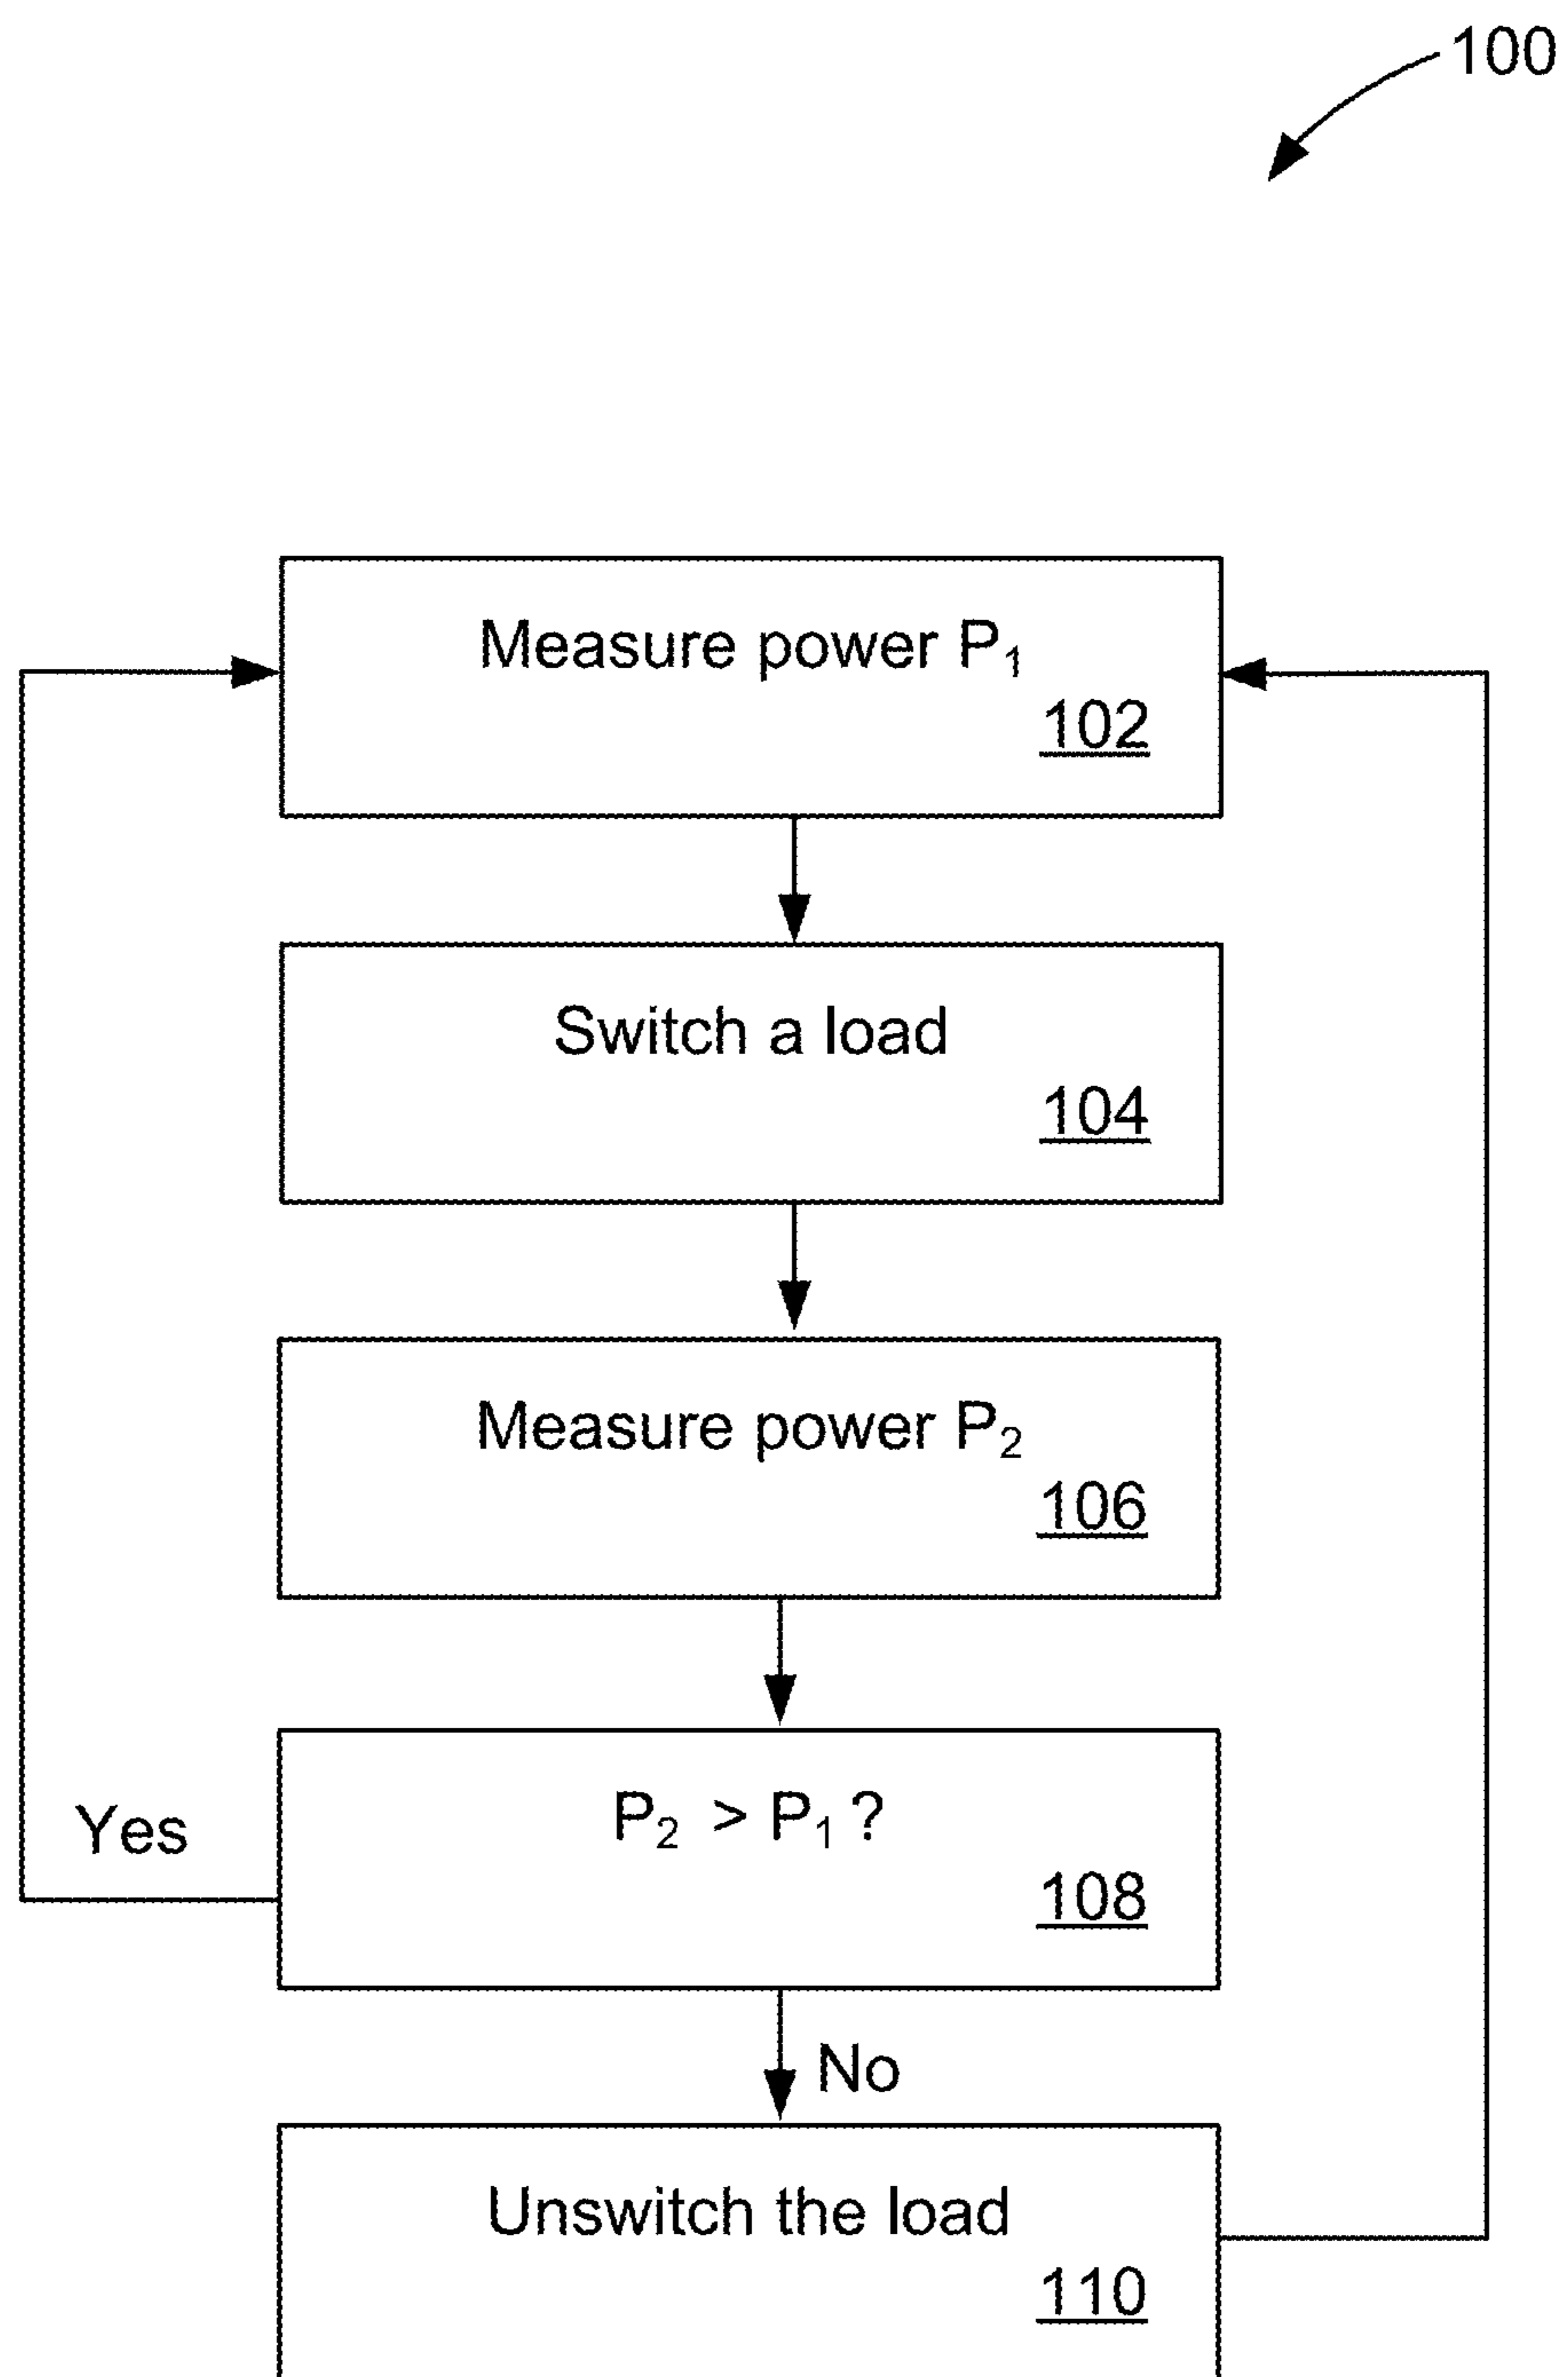 100
Measure power P₁
102
Switch a load
104
Measure power P₂
106
P₂ > P₁ ?
108
Yes
No
Unswitch the load
110